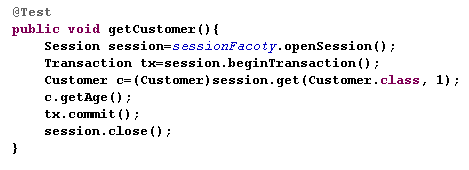 @Test
public void getCustomer(){
Session session=sessionFacoty.openSession();
Transaction tx=session.beginTransaction();
Customer c=(Customer)session.get(Customer.class, 1);
c.getAge();
tx.commit();
session.close();
}